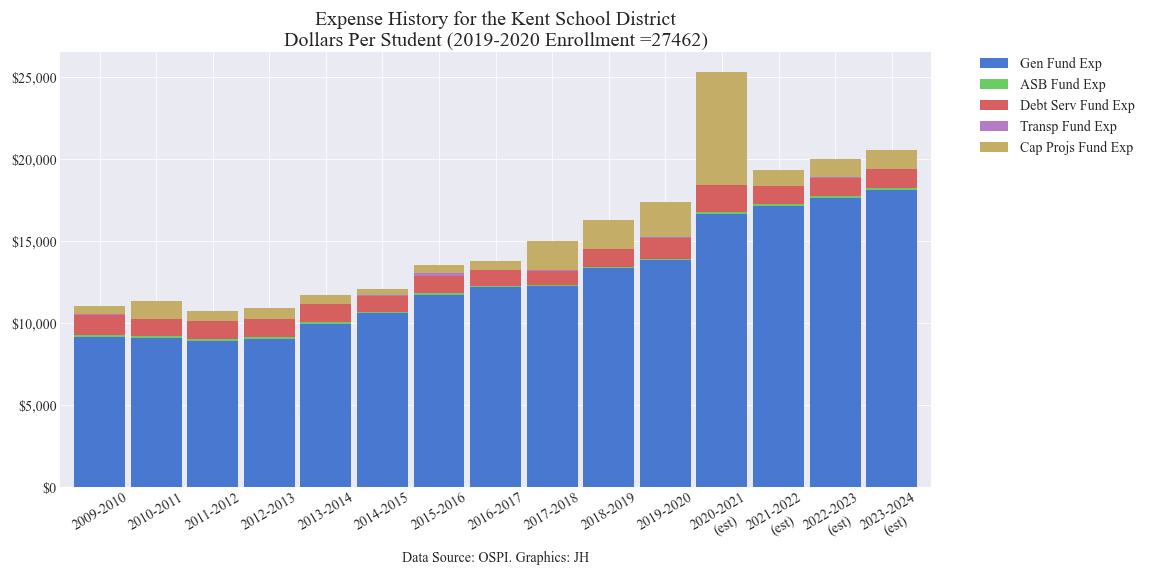 Expense History for the Kent School District
Dollars Per Student (2019-2020 Enrollment =27462)
$25,000
$20,000
$15,000
$10,000
$5,000
$0
2009-2010
2010-2011
2011-2012
2012-2013
2013-2014
2014-2015
2015-2016
2016-2017
2017-2018
2018-2019
2019-2020
2020-2021
(est)
2021-2022
(est)
2022-2023
(est)
2023-2024
(est)
Data Source: OSPI. Graphics: JH
Gen Fund Exp
ASB Fund Exp
Debt Serv Fund Exp
Transp Fund Exp
Cap Projs Fund Exp